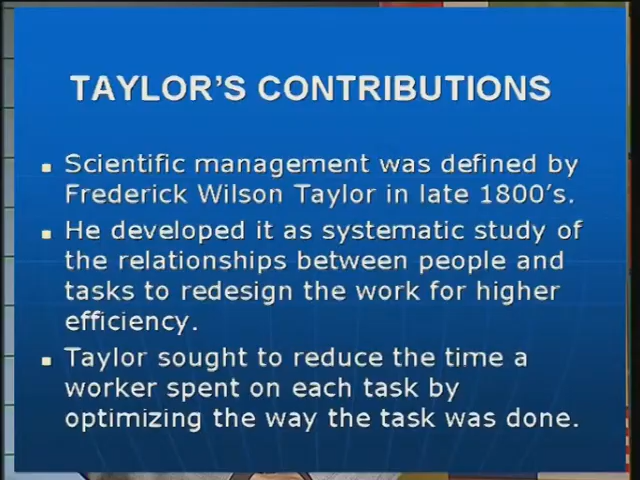 TAYLOR'S CONTRIBUTIONS
Scientific management was defined by
Frederick Wilson Taylor in late 1800's.
He developed it as systematic study of
the relationships between people and
tasks to redesign the work for higher
efficiency.
Taylor sought to reduce the time a
worker spent on each task by
optimizing the way the task was done.